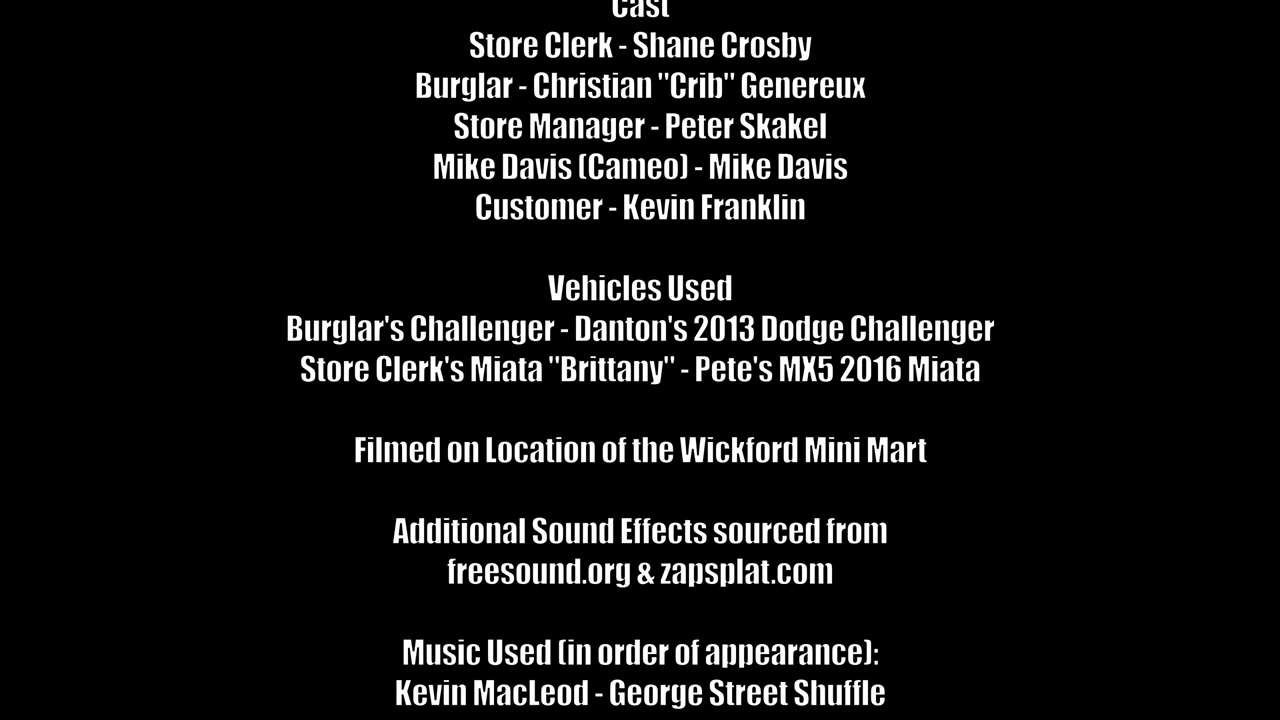 Cast
Store Clerk - Shane Crosby
Burglar - Christian "Crib" Genereux
Store Manager - Peter Skakel
Mike Davis (Cameo) - Mike Davis
Customer - Kevin Franklin
Vehicles Used
Burglar's Challenger - Danton's 2013 Dodge Challenger
Store Clerk's Miata "Brittany" - Pete's MX5 2016 Miata
Filmed on Location of the Wickford Mini Mart
Additional Sound Effects sourced from
freesound.org & zapsplat.com
Music Used (in order of appearance):
Kevin MacLeod - George Street Shuffle